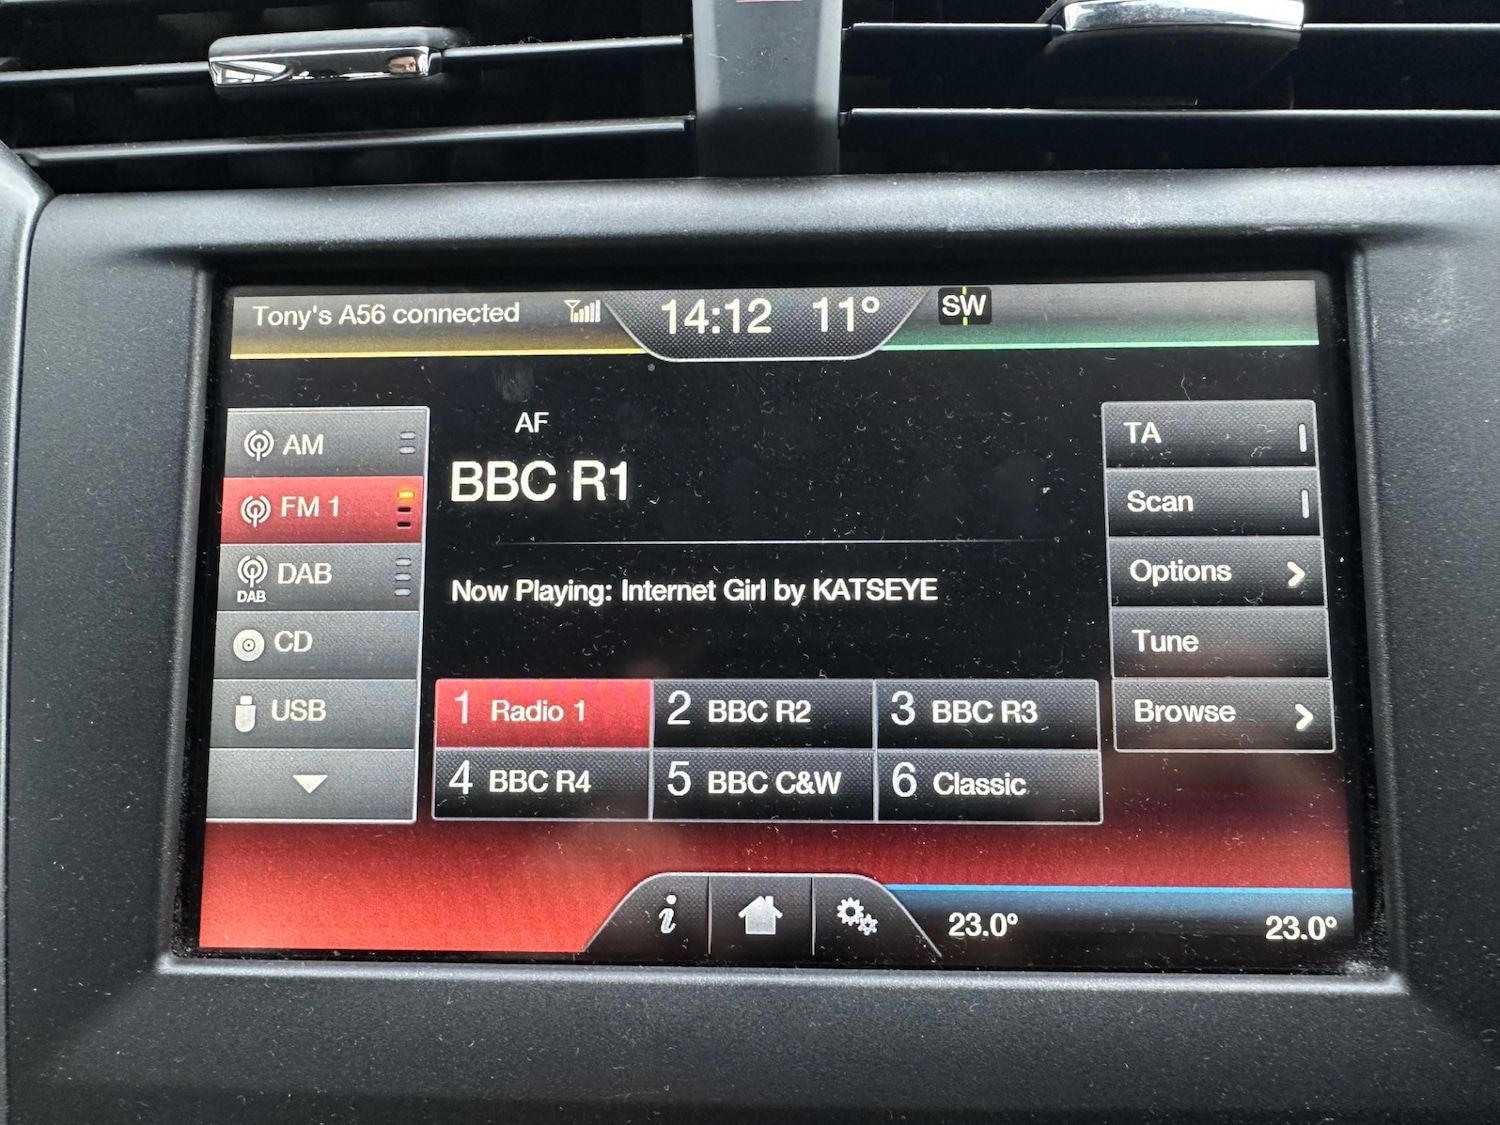 Tony's A56 connected
14:12 11°
SW
AF
BBC R1
Now Playing: Internet Girl by KATSEYE
AM
FM 1
DAB
DAB
CD
USB
1 Radio 1
2 BBC R2
3 BBC R3
4 BBC R4
5 BBC C&W
6 Classic
TA
Scan
Options
Tune
Browse
i
23.0°
23.0°